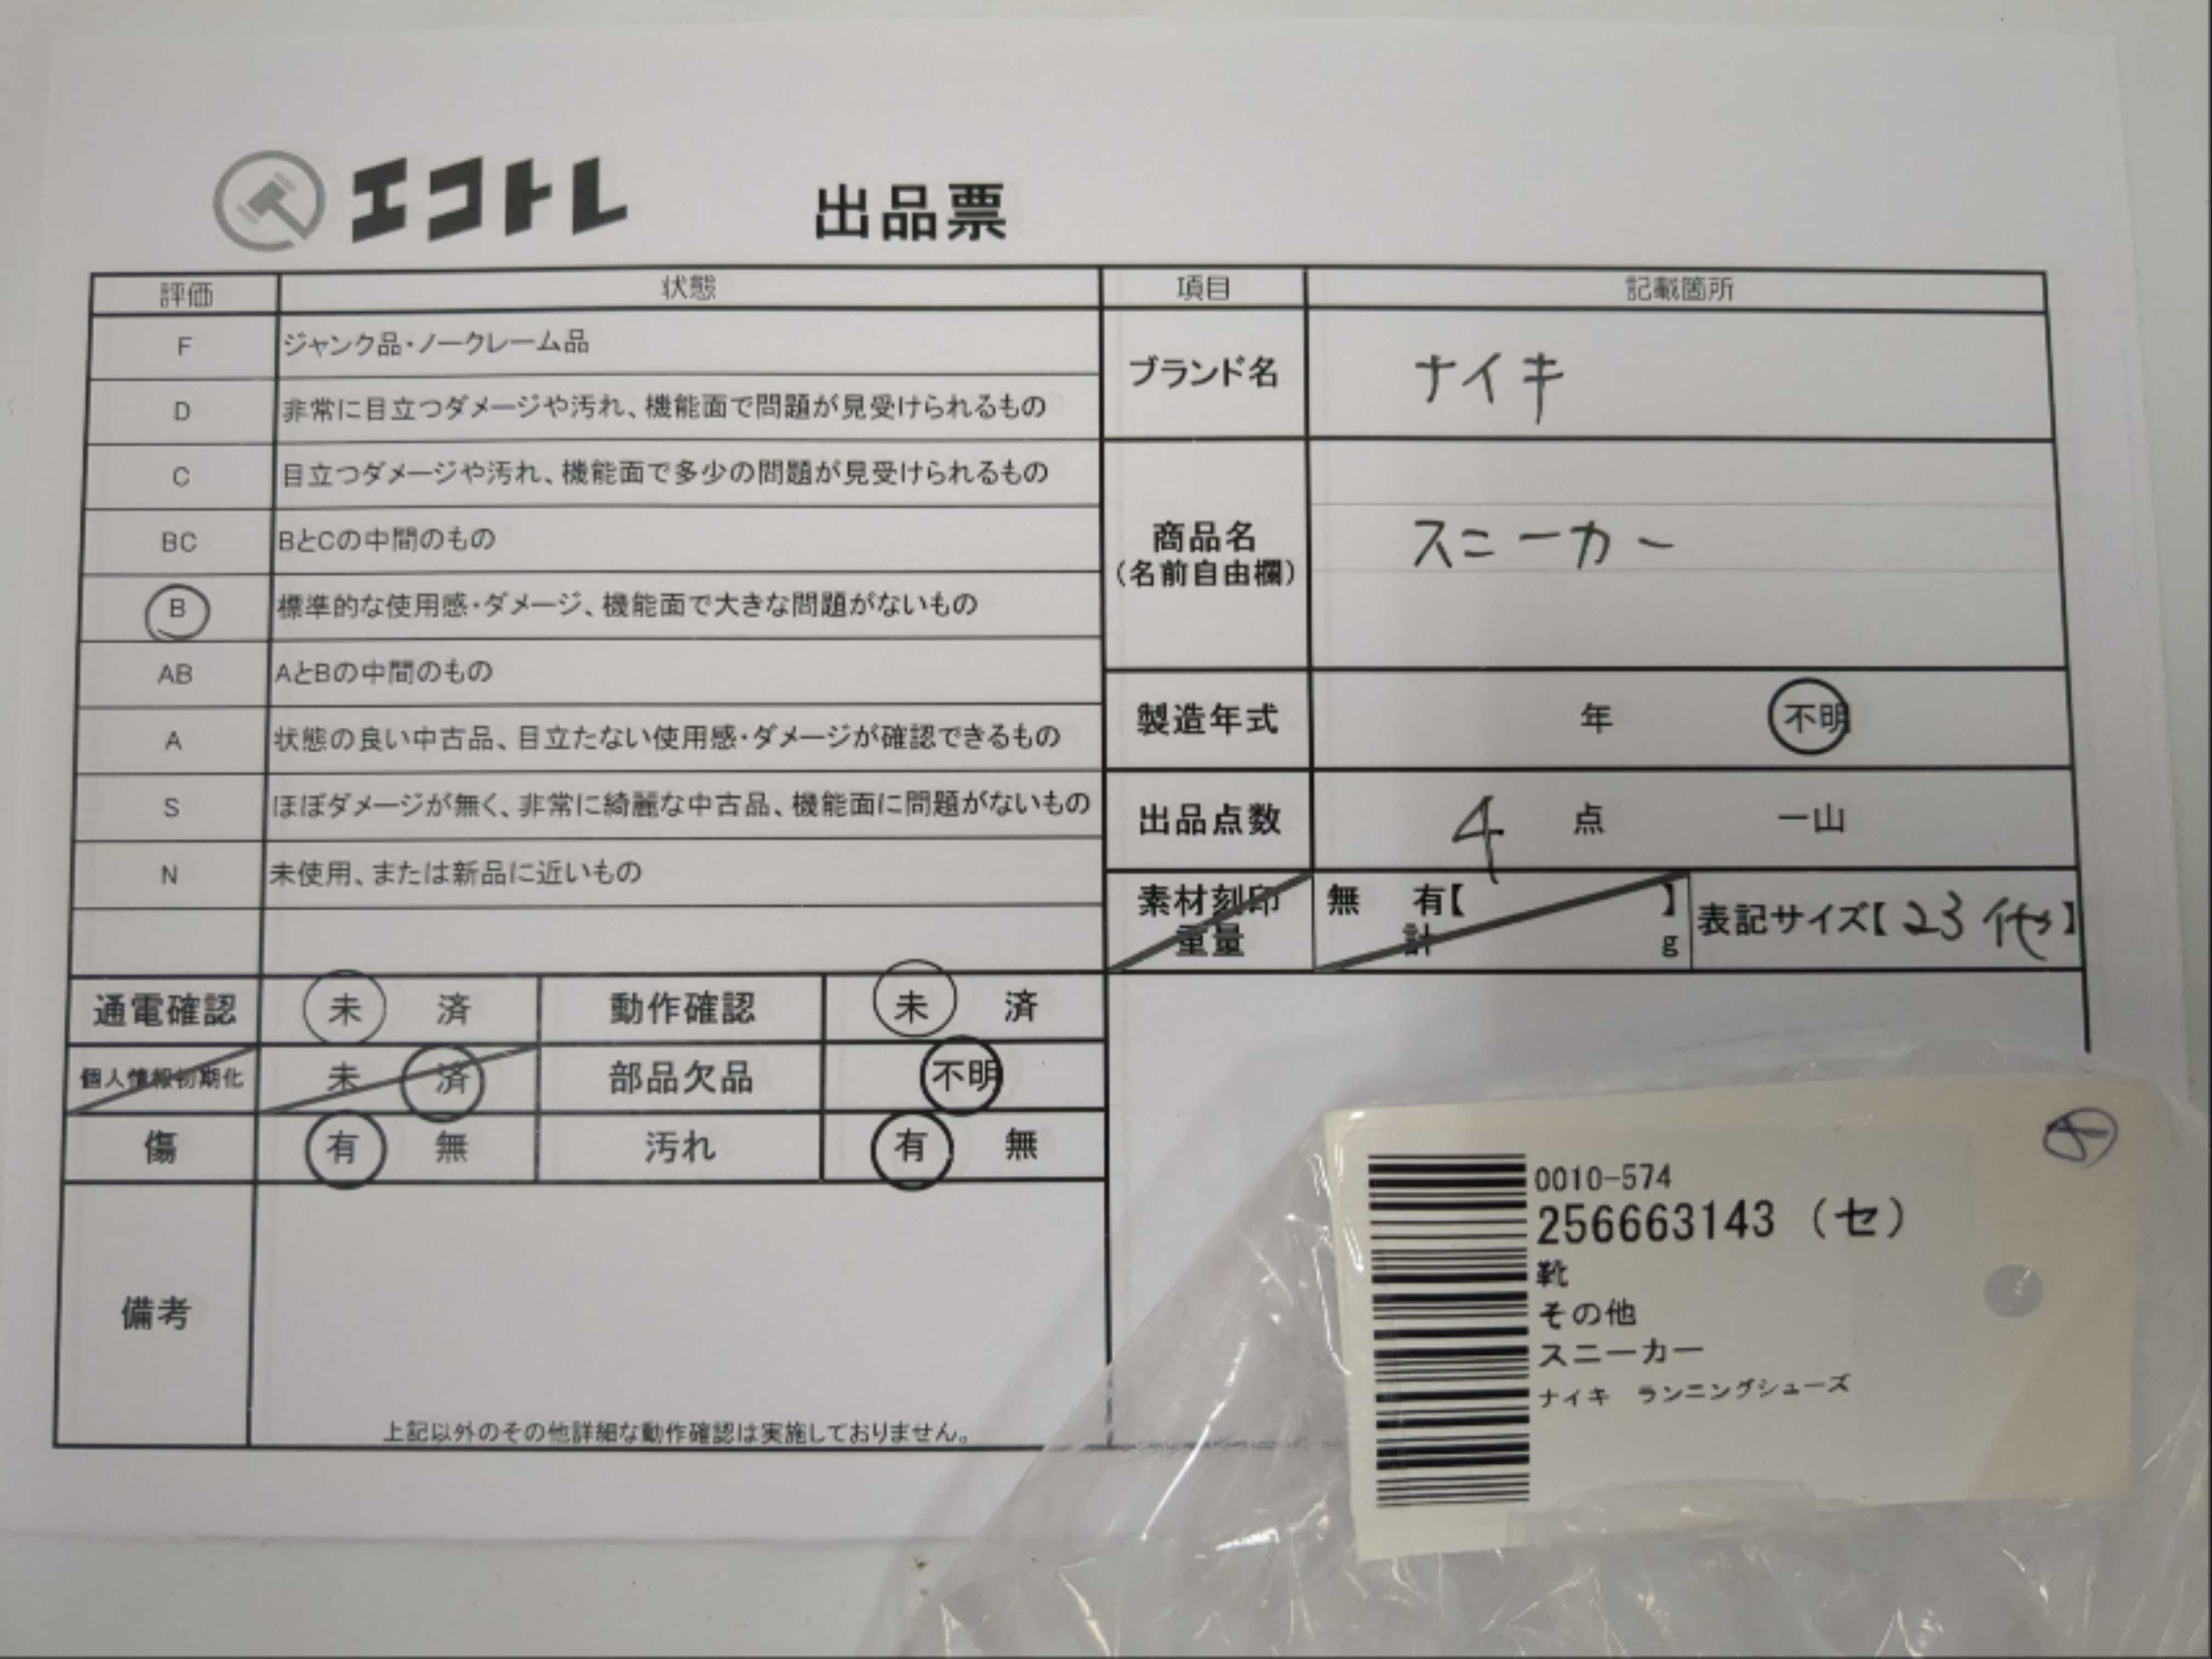 エコトレ 出品票
評価 状態 項目 記載箇所
F ジャンク品・ノークレーム品
D 非常に目立つダメージや汚れ、機能面で問題が見受けられるもの
C 目立つダメージや汚れ、機能面で多少の問題が見受けられるもの
BC BとCの中間のもの
B 標準的な使用感・ダメージ、機能面で大きな問題がないもの
AB AとBの中間のもの
A 状態の良い中古品、目立たない使用感・ダメージが確認できるもの
S ほぼダメージが無く、非常に綺麗な中古品、機能面に問題がないもの
N 未使用、または新品に近いもの
通電確認 未 済 動作確認 未 済
個人情報初期化 未 済 部品欠品 不明
傷 有 無 汚れ 有 無
備考
上記以外のその他詳細な動作確認は実施しておりません。
ブランド名 ナイキ
商品名
(名前自由欄)
スニーカー
製造年式 年 不明
出品点数 4 点 一山
素材刻印 無 有【 】
重量 計 g
表記サイズ【23 他】
0010-574
256663143 (セ)
靴
その他
スニーカー
ナイキ ランニングシューズ